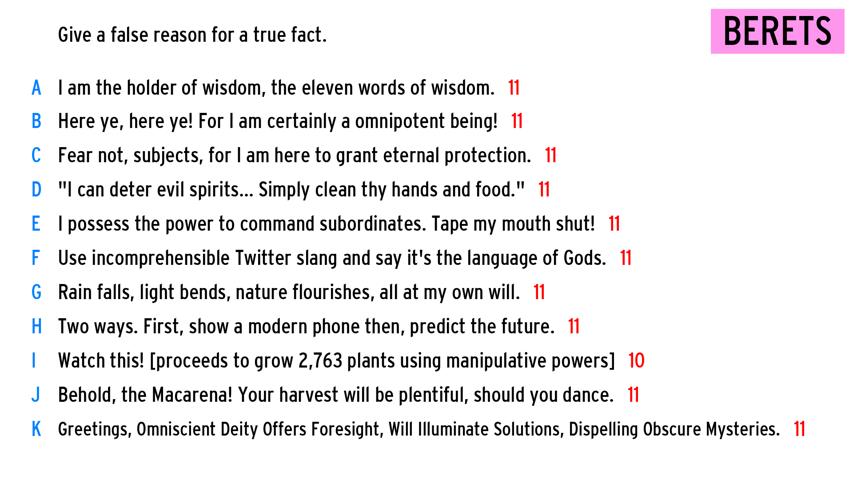 Give a false reason for a true fact.
BERETS
A I am the holder of wisdom, the eleven words of wisdom. 11
B Here ye, here ye! For I am certainly a omnipotent being! 11
C Fear not, subjects, for I am here to grant eternal protection. 11
D "I can deter evil spirits... Simply clean thy hands and food." 11
E I possess the power to command subordinates. Tape my mouth shut! 11
F Use incomprehensible Twitter slang and say it's the language of Gods. 11
G Rain falls, light bends, nature flourishes, all at my own will. 11
H Two ways. First, show a modern phone then, predict the future. 11
I Watch this! [proceeds to grow 2,763 plants using manipulative powers] 10
J Behold, the Macarena! Your harvest will be plentiful, should you dance. 11
K Greetings, Omniscient Deity Offers Foresight, Will Illuminate Solutions, Dispelling Obscure Mysteries. 11